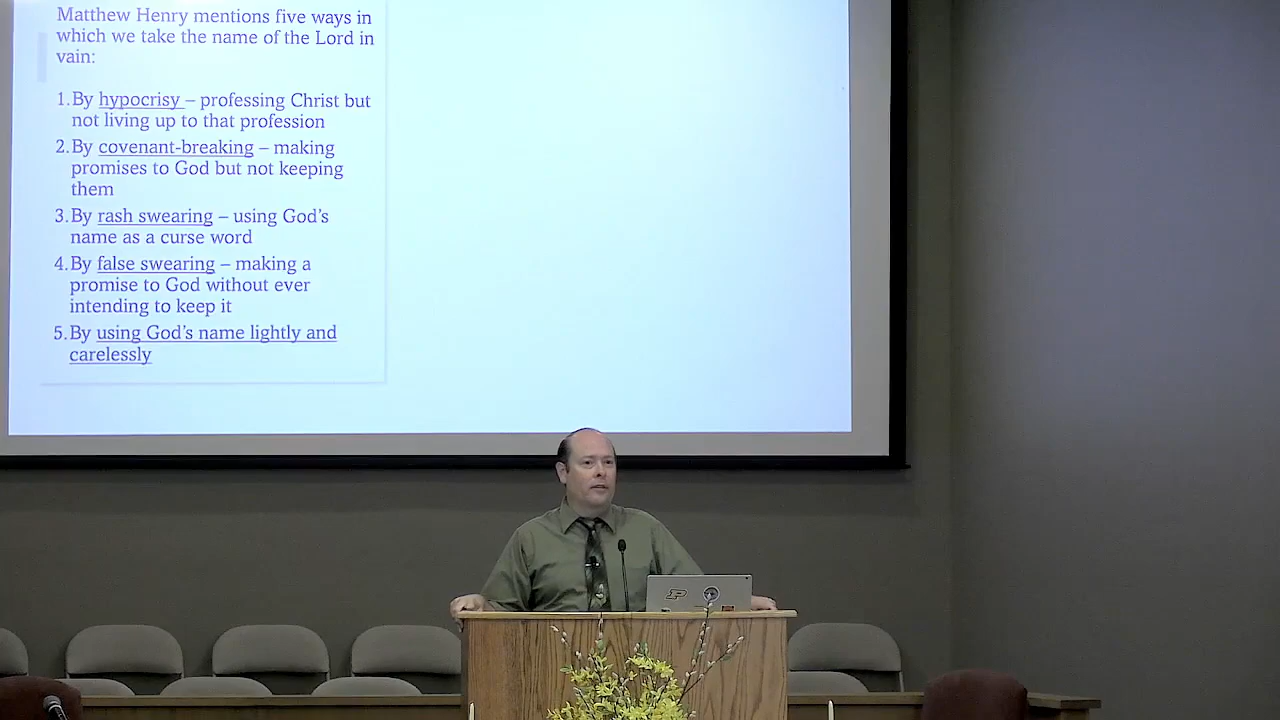 Matthew Henry mentions five ways in
which we take the name of the Lord in
vain:
1. By hypocrisy – professing Christ but
not living up to that profession
2. By covenant-breaking – making
promises to God but not keeping
them
3. By rash swearing – using God's
name as a curse word
4. By false swearing – making a
promise to God without ever
intending to keep it
5. By using God's name lightly and
carelessly
P